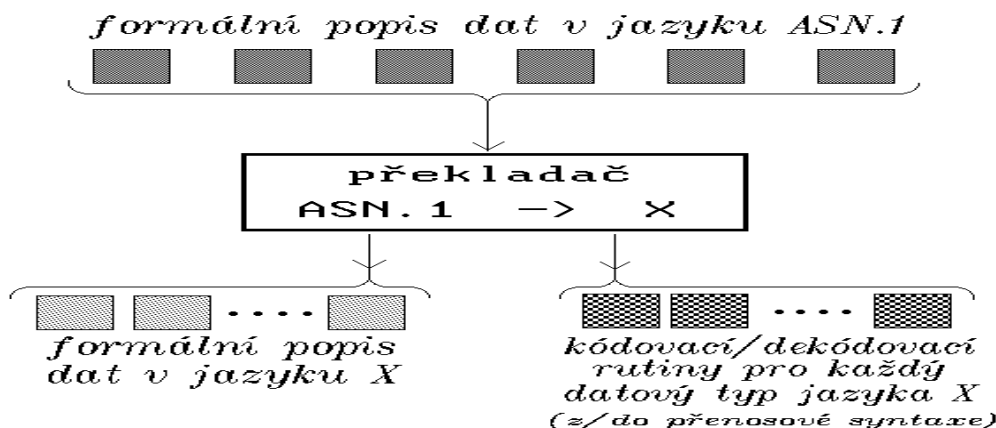 formální popis dat v jazyku ASN.1
překladač
ASN.1 -> X
formální popis
dat v jazyku X
kódovací/dekódovací
rutiny pro každý
datový typ jazyka X
(z/do přenosové syntaxe)